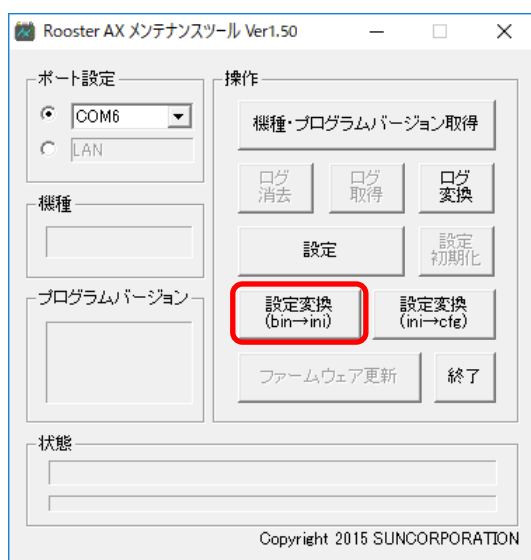 Rooster AX メンテナンスツール Ver1.50
ポート設定
COM6
LAN
機種
プログラムバージョン
操作
機種・プログラムバージョン取得
ログ
消去
ログ
取得
ログ
変換
設定
設定
初期化
設定変換
(bin→ini)
設定変換
(ini→cfg)
ファームウェア更新
終了
状態
Copyright 2015 SUNCORPORATION